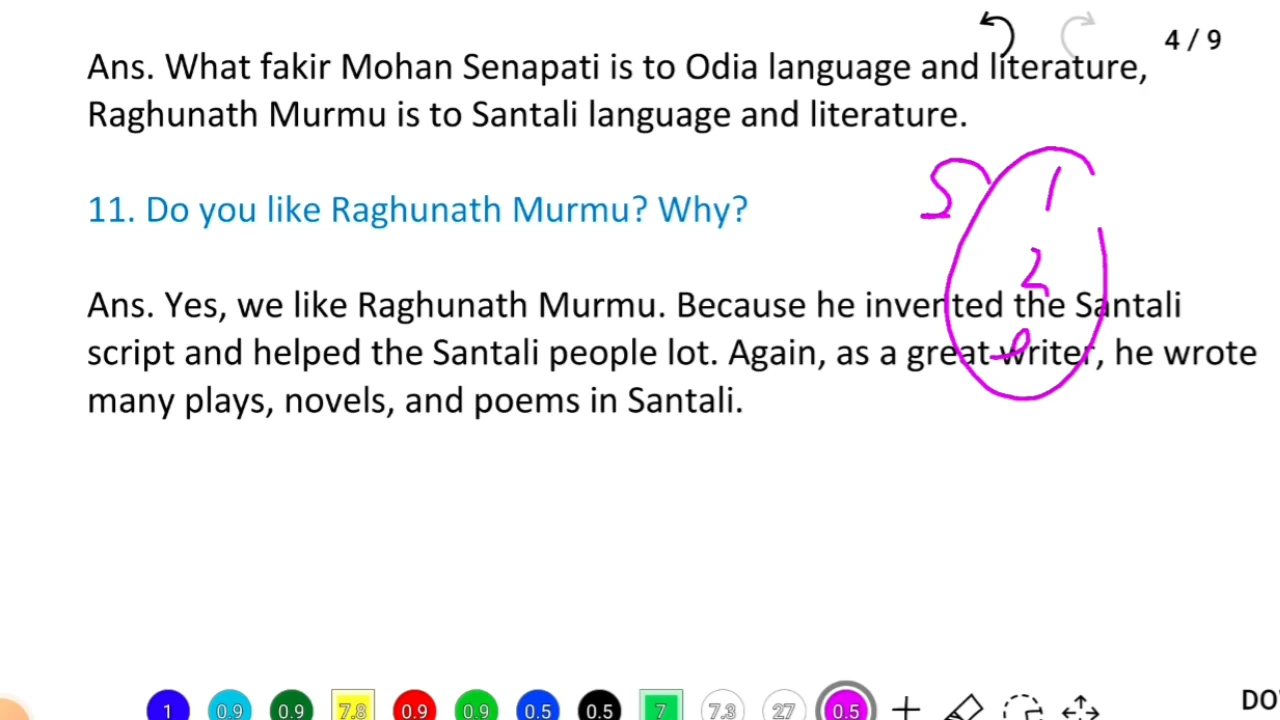 4 / 9
Ans. What fakir Mohan Senapati is to Odia language and literature,
Raghunath Murmu is to Santali language and literature.
5 1
11. Do you like Raghunath Murmu? Why?
2
Ans. Yes, we like Raghunath Murmu. Because he invented the Santali
script and helped the Santali people lot. Again, as a great writer, he wrote
many plays, novels, and poems in Santali.
1 0.9 0.9 7.8 0.9 0.9 0.5 0.5 7 7.3 27 0.5